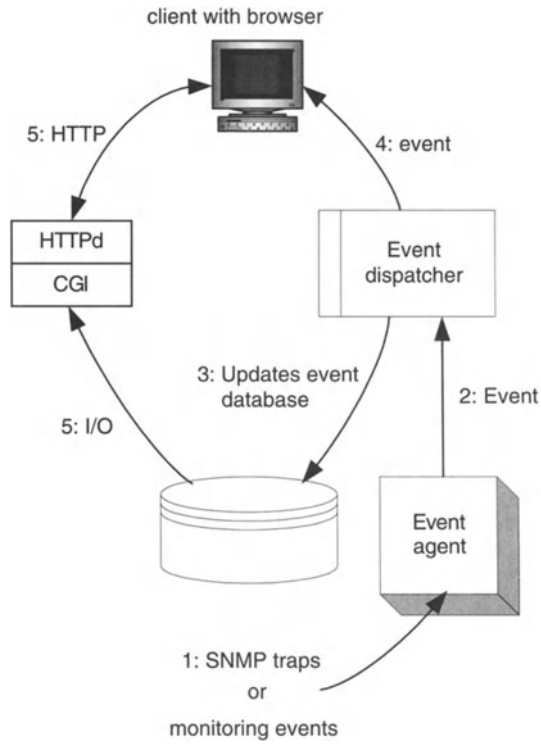 client with browser
5: HTTP
4: event
HTTPd
CGI
Event
dispatcher
3: Updates event
database
2: Event
5: I/O
Event
agent
1: SNMP traps
or
monitoring events